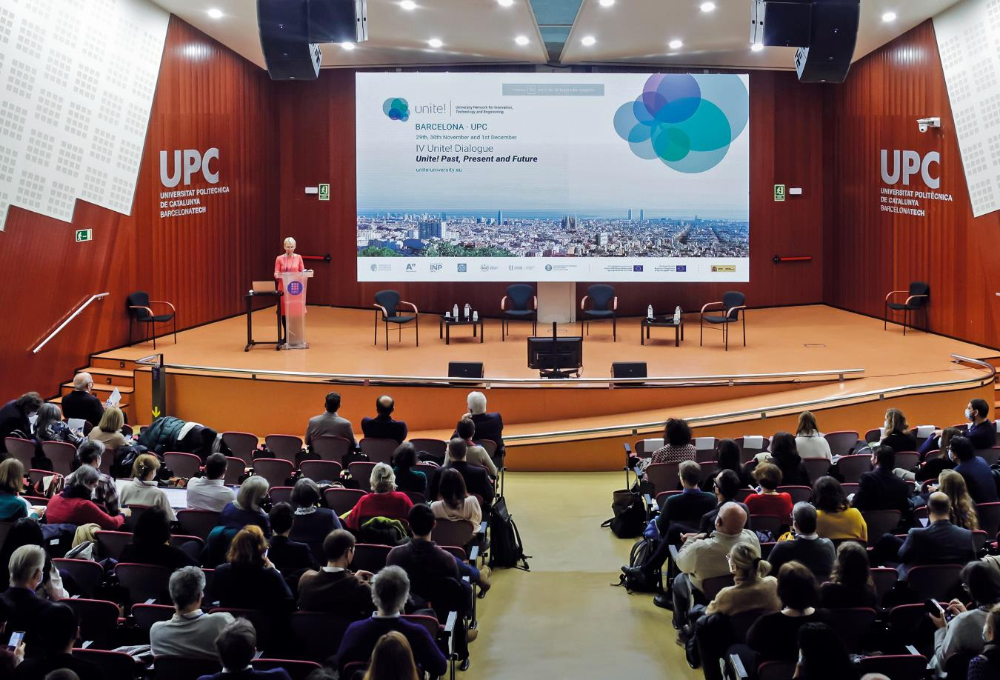 unite!
University Network for Innovation,
Technology and Engineering
BARCELONA · UPC
29th, 30th November and 1st December
IV Unite! Dialogue
Unite! Past, Present and Future
unite-university.eu
UPC
UNIVERSITAT POLITÈCNICA
DE CATALUNYA
BARCELONATECH
UPC
UNIVERSITAT POLITÈCNICA
DE CATALUNYA
BARCELONATECH
INP
UPC